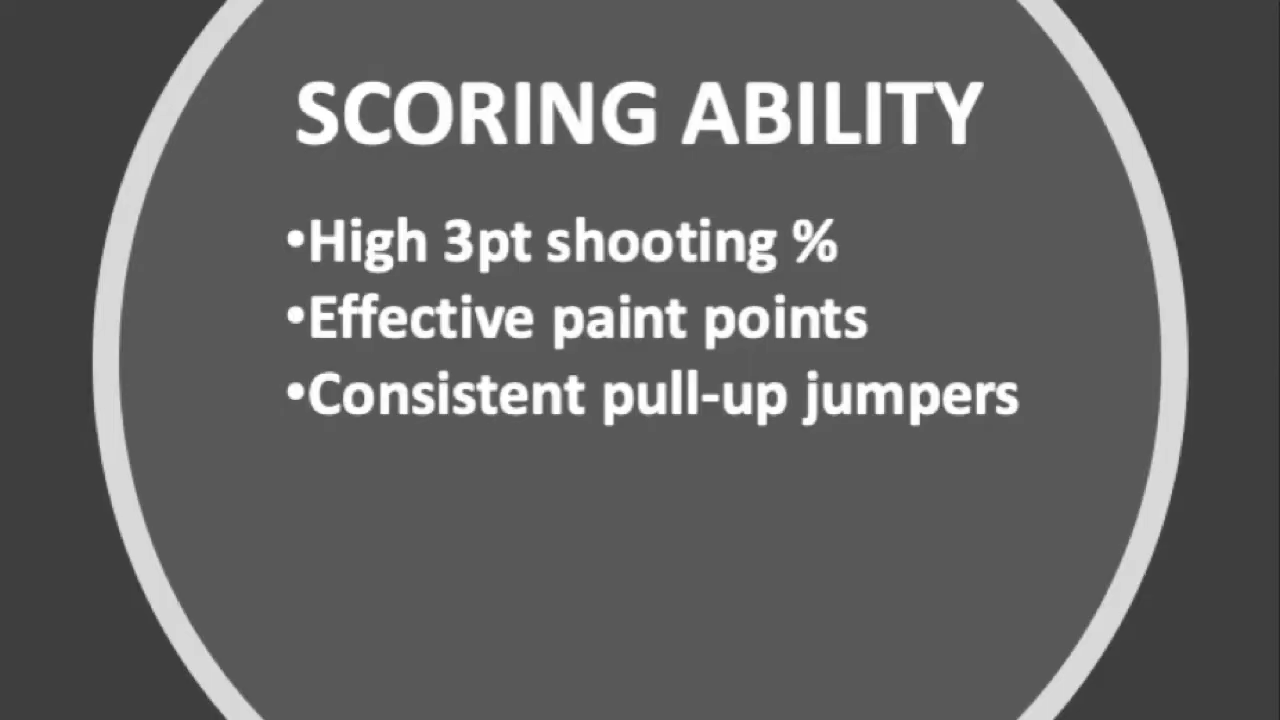 SCORING ABILITY
•High 3pt shooting %
•Effective paint points
•Consistent pull-up jumpers